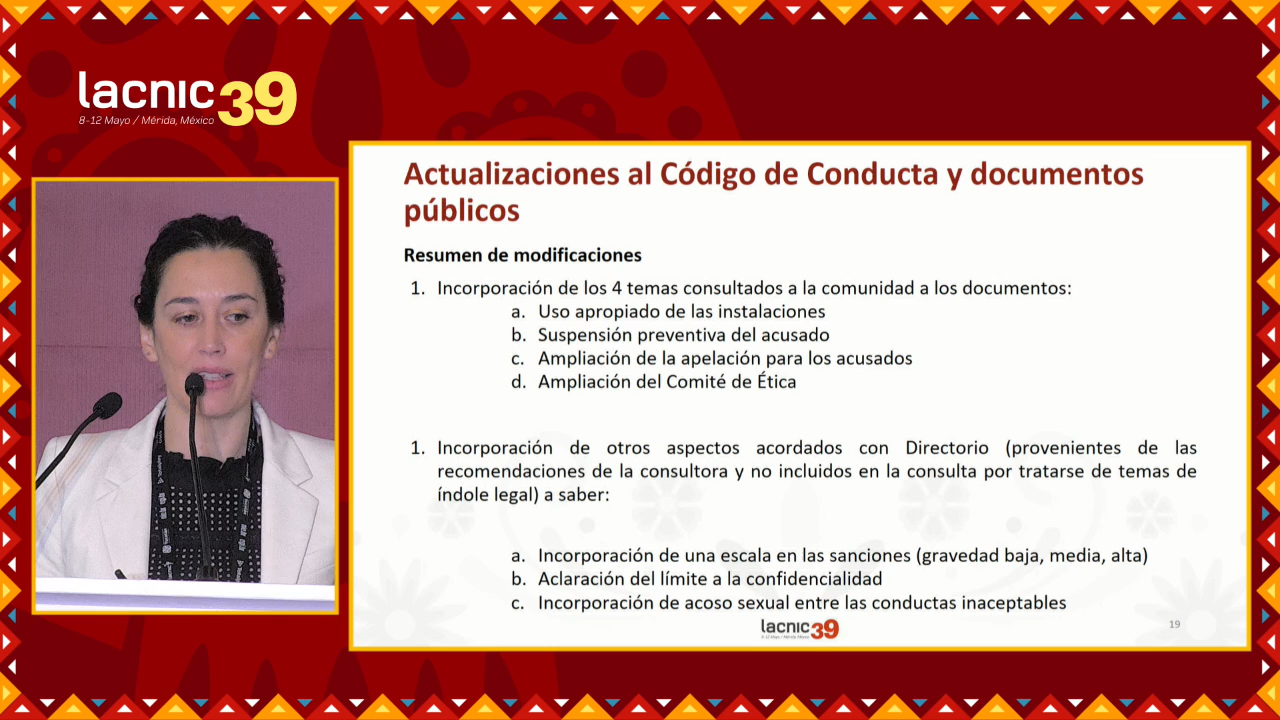 lacnic39
8-12 Mayo / Mérida, México
Actualizaciones al Código de Conducta y documentos
públicos
Resumen de modificaciones
1. Incorporación de los 4 temas consultados a la comunidad a los documentos:
a. Uso apropiado de las instalaciones
b. Suspensión preventiva del acusado
c. Ampliación de la apelación para los acusados
d. Ampliación del Comité de Ética
1. Incorporación de otros aspectos acordados con Directorio (provenientes de las
recomendaciones de la consultora y no incluidos en la consulta por tratarse de temas de
índole legal) a saber:
a. Incorporación de una escala en las sanciones (gravedad baja, media, alta)
b. Aclaración del límite a la confidencialidad
c. Incorporación de acoso sexual entre las conductas inaceptables
lacnic39
8-12 Mayo / Mérida, México
19